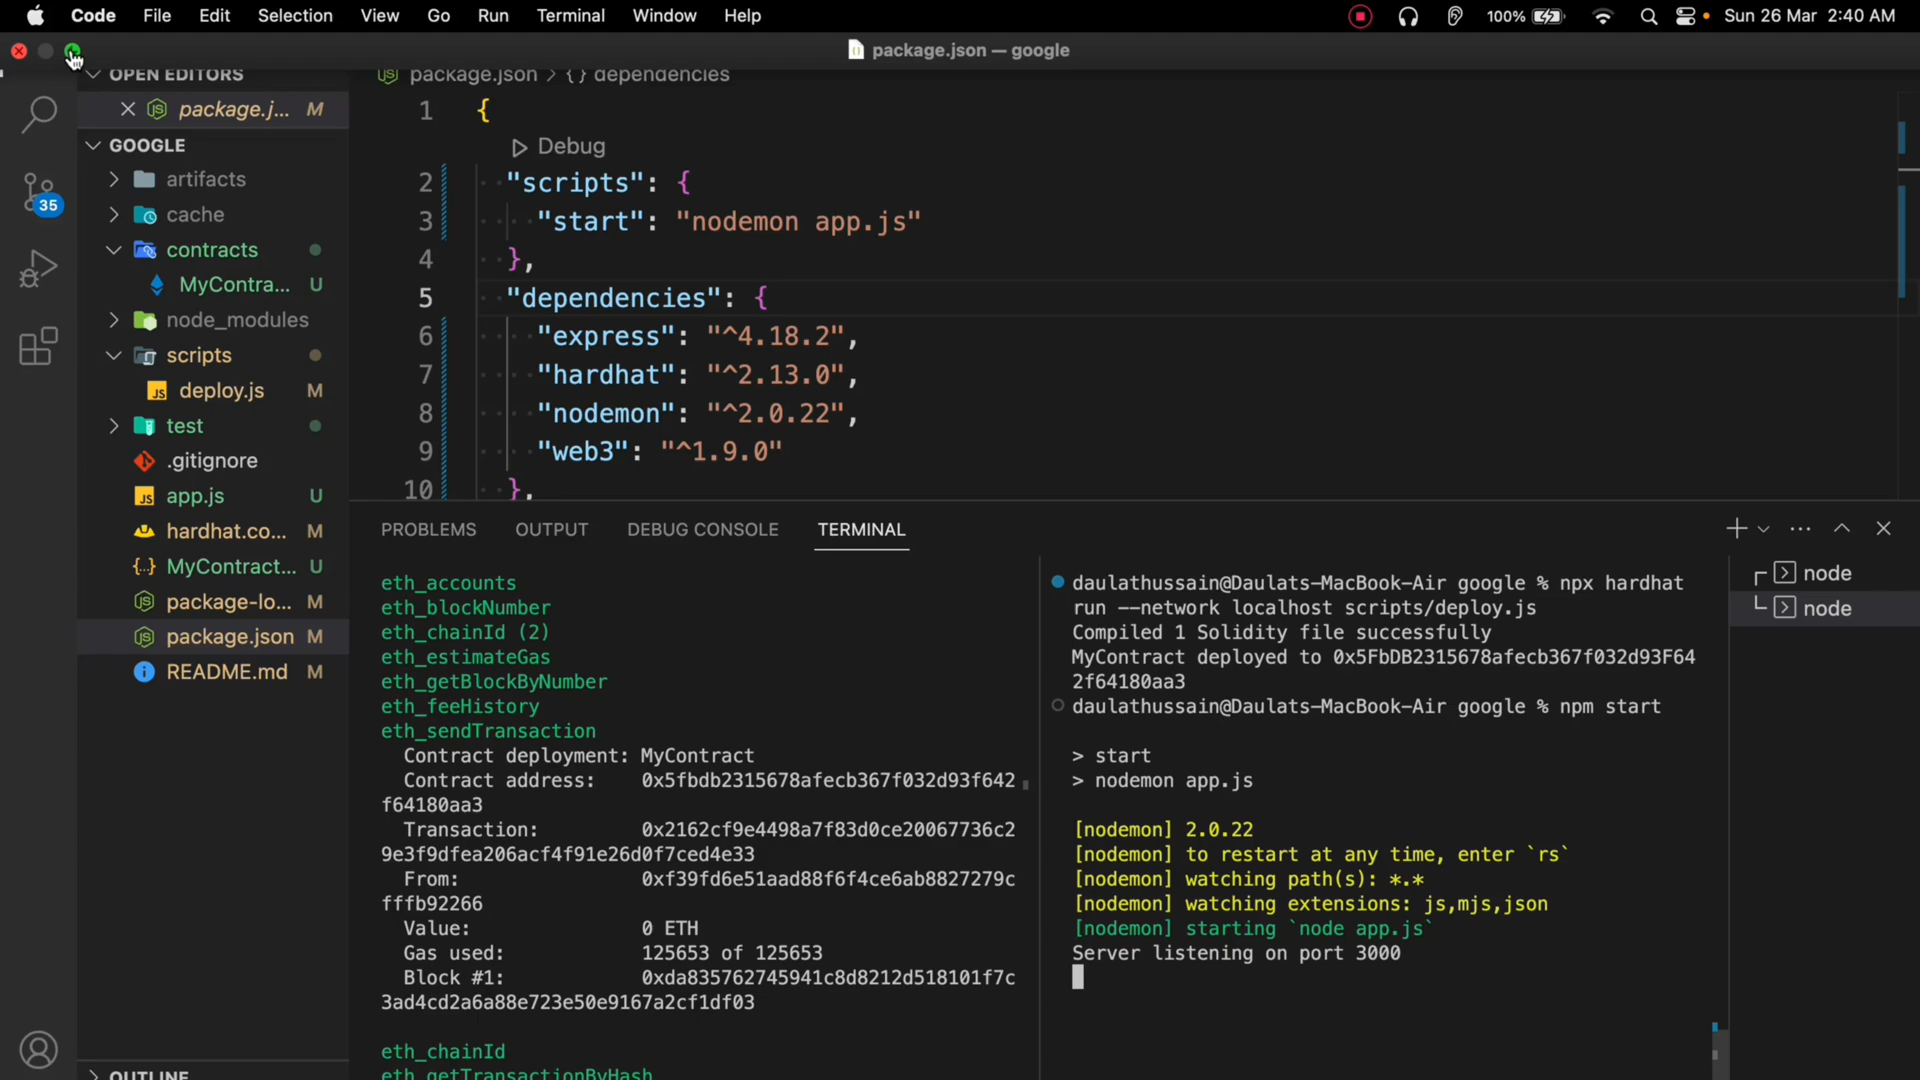 Code File Edit Selection View Go Run Terminal Window Help 100% Sun 26 Mar 2:40 AM
package.json — google
OPEN EDITORS
package.j... M
GOOGLE
artifacts
cache
contracts
MyContra... U
node_modules
scripts
deploy.js M
test
.gitignore
app.js U
hardhat.co... M
MyContract... U
package-lo... M
package.json M
README.md M
OUTLINE
35
package.json > {} dependencies
1 {
Debug
2 "scripts": {
3 "start": "nodemon app.js"
4 },
5 "dependencies": {
6 "express": "^4.18.2",
7 "hardhat": "^2.13.0",
8 "nodemon": "^2.0.22",
9 "web3": "^1.9.0"
10 },
PROBLEMS OUTPUT DEBUG CONSOLE TERMINAL
eth_accounts
eth_blockNumber
eth_chainId (2)
eth_estimateGas
eth_getBlockByNumber
eth_feeHistory
eth_sendTransaction
Contract deployment: MyContract
Contract address: 0x5fbdb2315678afecb367f032d93f642
f64180aa3
Transaction: 0x2162cf9e4498a7f83d0ce20067736c2
9e3f9dfea206acf4f91e26d0f7ced4e33
From: 0xf39fd6e51aad88f6f4ce6ab8827279c
fffb92266
Value: 0 ETH
Gas used: 125653 of 125653
Block #1: 0xda835762745941c8d8212d518101f7c
3ad4cd2a6a88e723e50e9167a2cf1df03
eth_chainId
eth_getTransactionByHash
daulathussain@Daulats-MacBook-Air google % npx hardhat
run --network localhost scripts/deploy.js
Compiled 1 Solidity file successfully
MyContract deployed to 0x5FbDB2315678afecb367f032d93F64
2f64180aa3
daulathussain@Daulats-MacBook-Air google % npm start
> start
> nodemon app.js
[nodemon] 2.0.22
[nodemon] to restart at any time, enter `rs`
[nodemon] watching path(s): *.*
[nodemon] watching extensions: js,mjs,json
[nodemon] starting `node app.js`
Server listening on port 3000
node
node